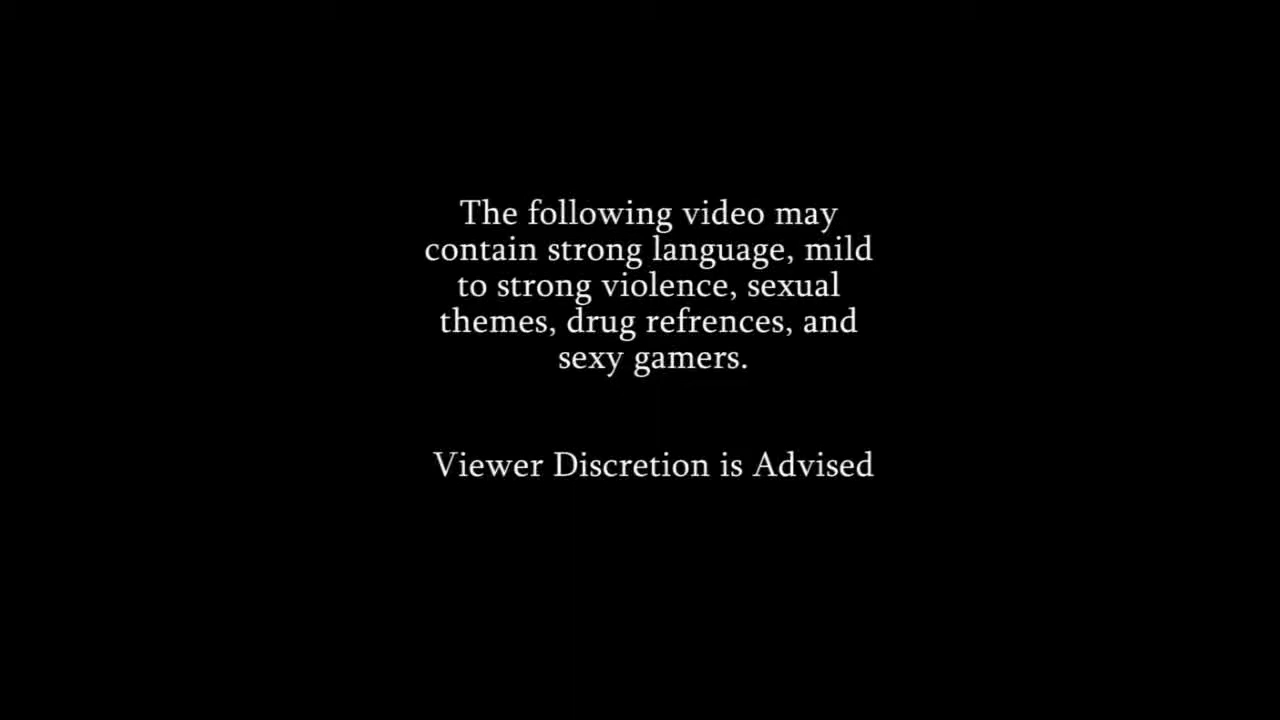 The following video may
contain strong language, mild
to strong violence, sexual
themes, drug refrences, and
sexy gamers.
Viewer Discretion is Advised